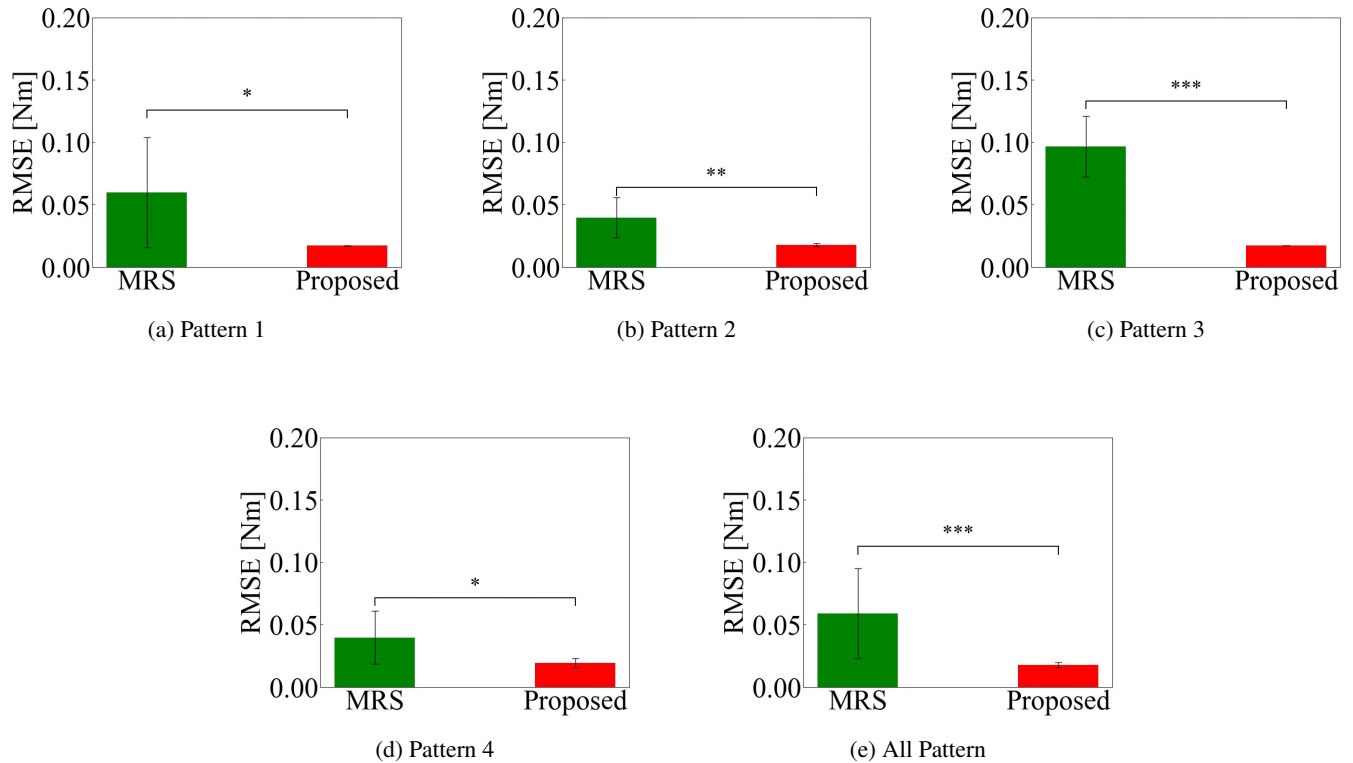 0.20
0.15
0.10
0.05
0.00
RMSE [Nm]
*
MRS Proposed
(a) Pattern 1
0.20
0.15
0.10
0.05
0.00
RMSE [Nm]
**
MRS Proposed
(b) Pattern 2
0.20
0.15
0.10
0.05
0.00
RMSE [Nm]
***
MRS Proposed
(c) Pattern 3
0.20
0.15
0.10
0.05
0.00
RMSE [Nm]
*
MRS Proposed
(d) Pattern 4
0.20
0.15
0.10
0.05
0.00
RMSE [Nm]
***
MRS Proposed
(e) All Pattern